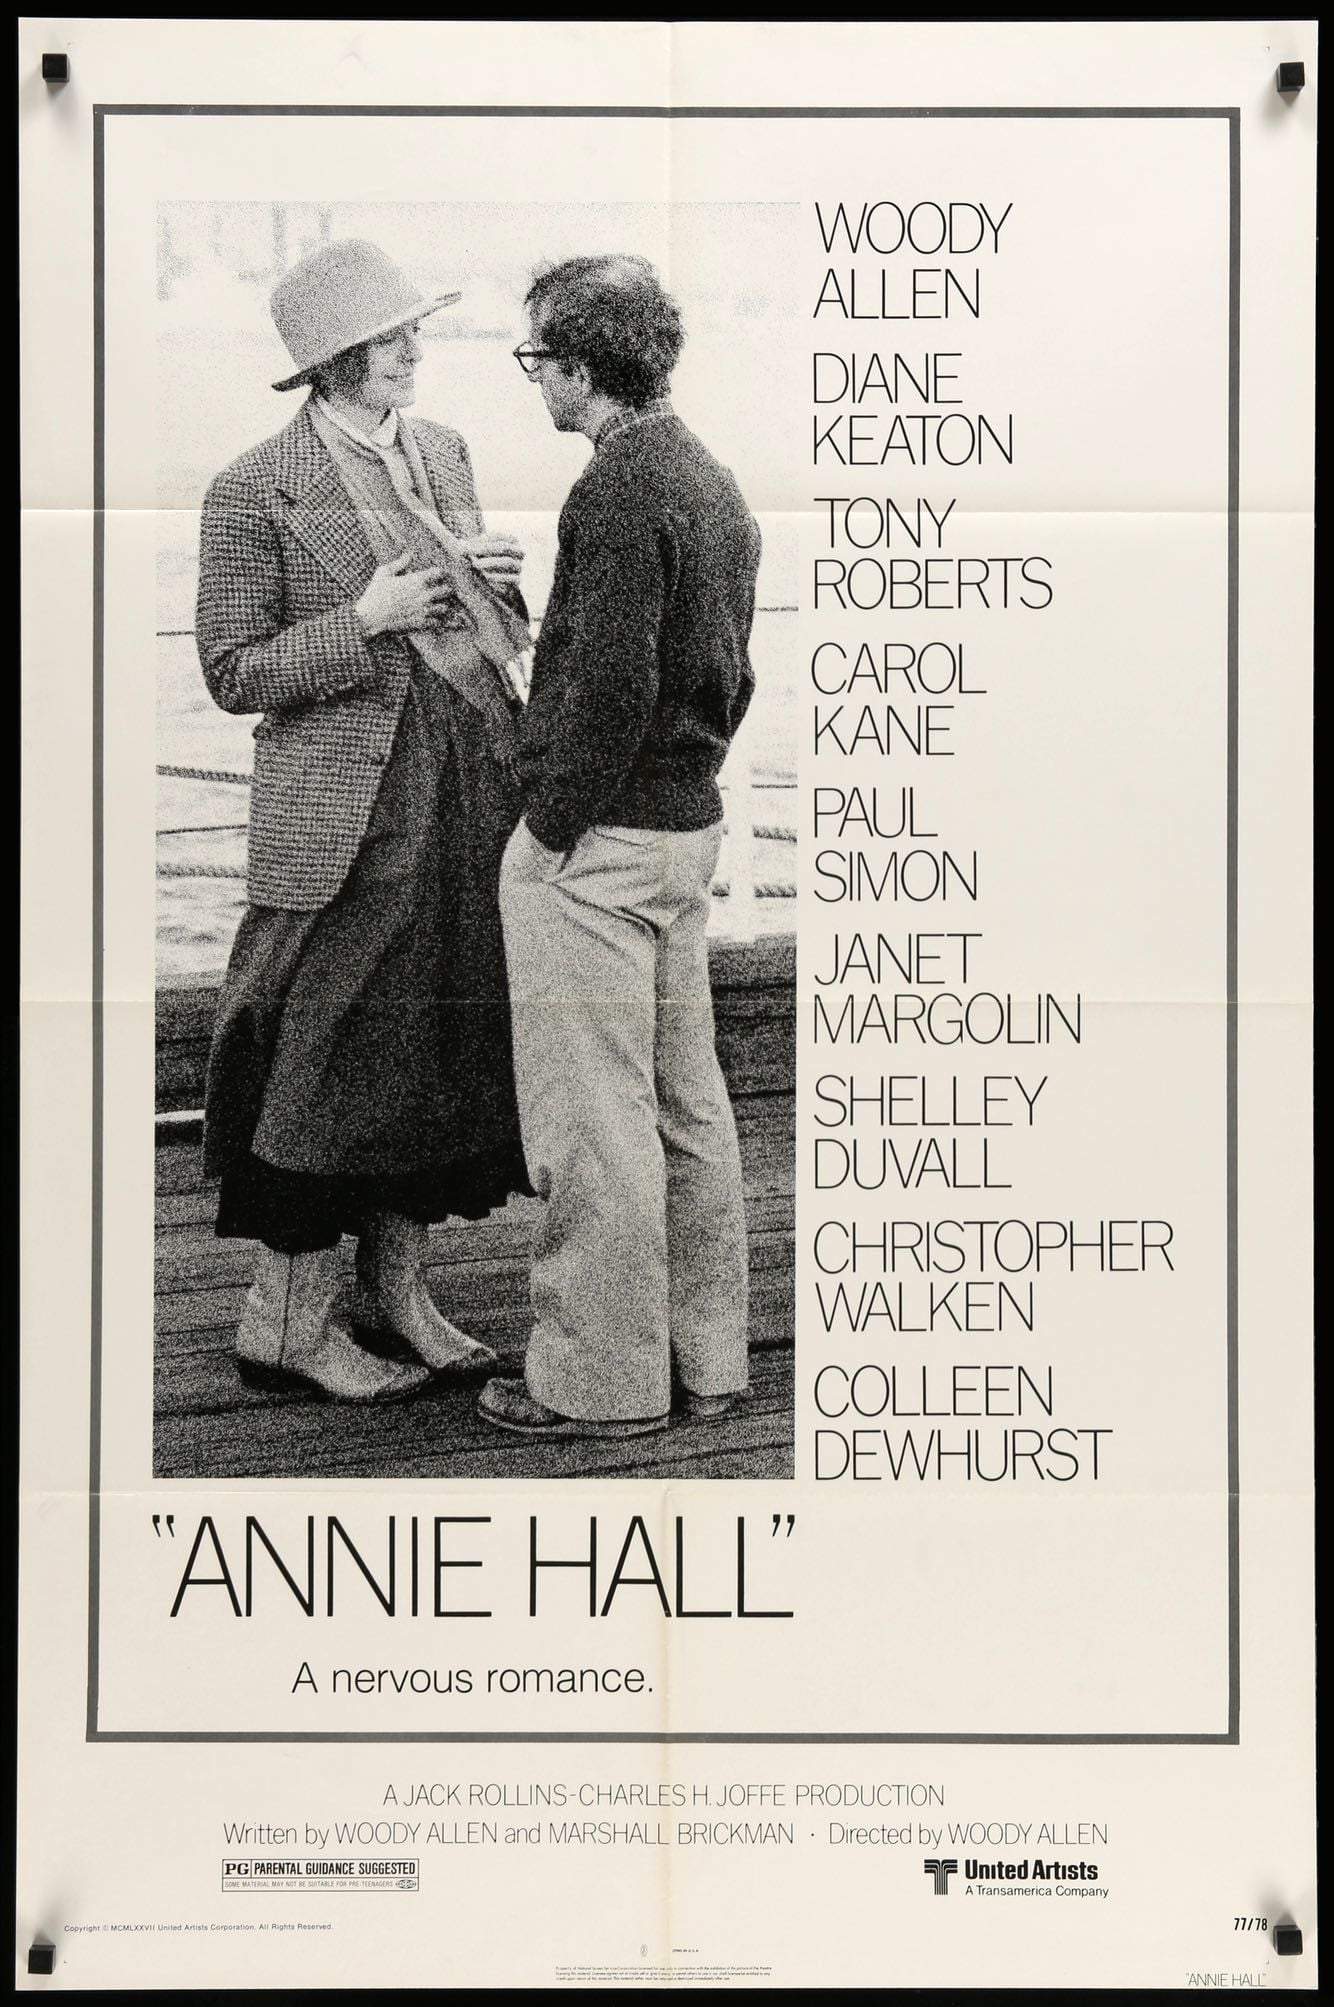 WOODY
ALLEN
DIANE
KEATON
TONY
ROBERTS
CAROL
KANE
PAUL
SIMON
JANET
MARGOLIN
SHELLEY
DUVALL
CHRISTOPHER
WALKEN
COLLEEN
DEWHURST
"ANNIE HALL"
A nervous romance.
A JACK ROLLINS-CHARLES H. JOFFE PRODUCTION
Written by WOODY ALLEN and MARSHALL BRICKMAN · Directed by WOODY ALLEN
PG PARENTAL GUIDANCE SUGGESTED
SOME MATERIAL MAY NOT BE SUITABLE FOR PRE-TEENAGERS
United Artists
A Transamerica Company
Copyright © MCMLXXVII United Artists Corporation. All Rights Reserved.
77/78
"ANNIE HALL"